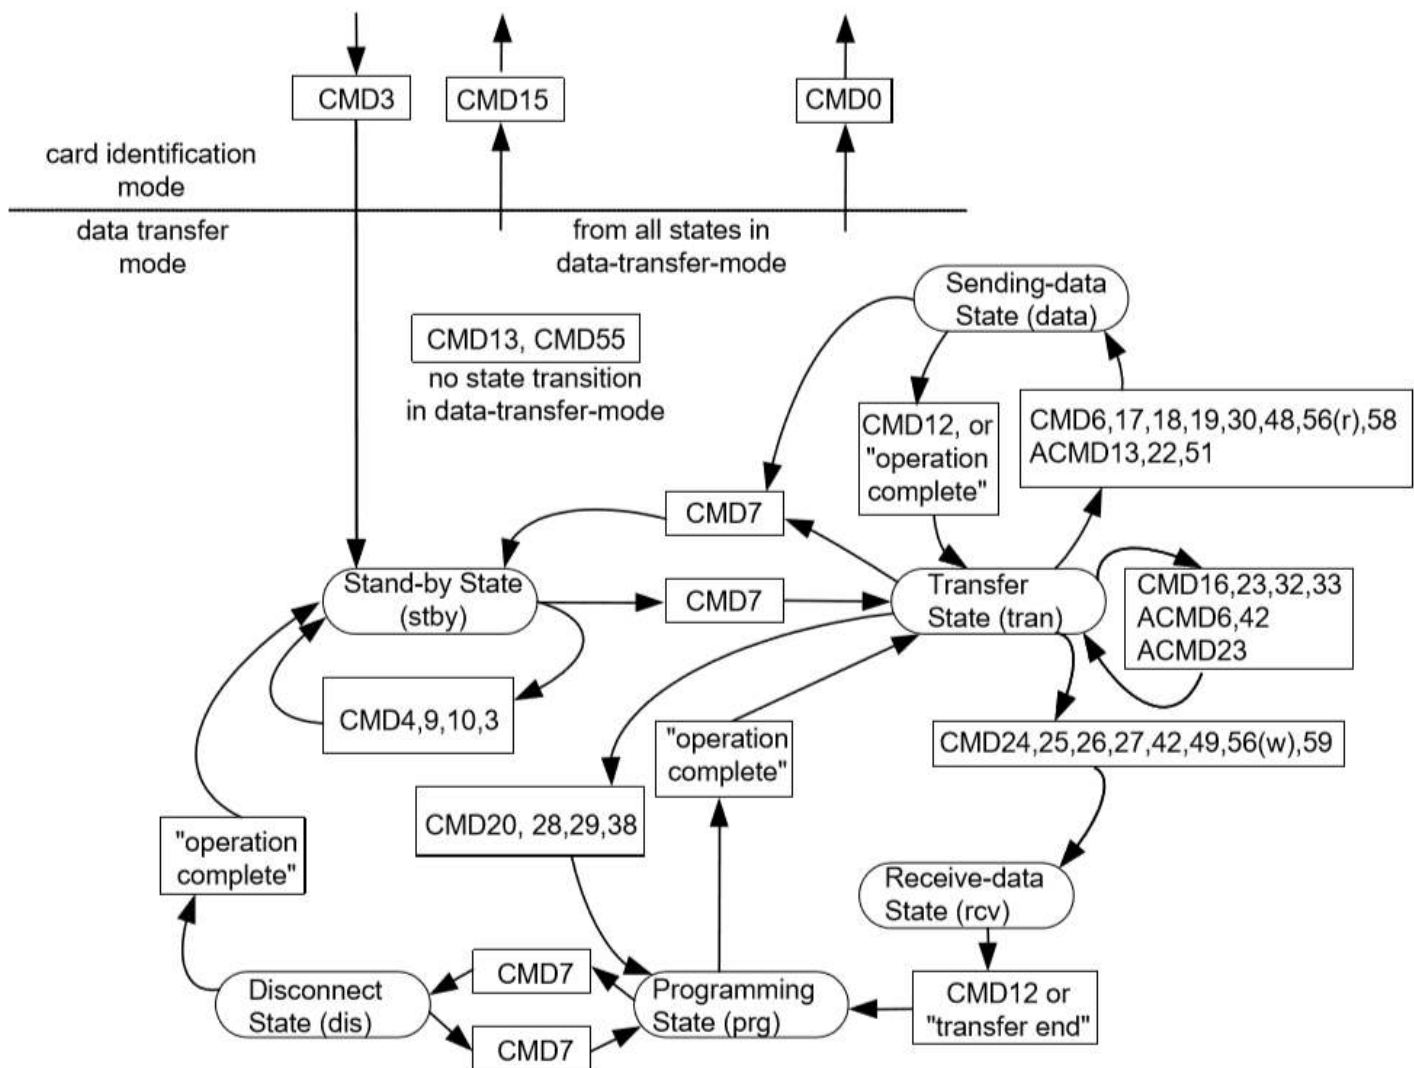 CMD3
CMD15
CMD0
card identification
mode
data transfer
mode
from all states in
data-transfer-mode
Sending-data
State (data)
CMD13, CMD55
no state transition
in data-transfer-mode
CMD12, or
"operation
complete"
CMD6,17,18,19,30,48,56(r),58
ACMD13,22,51
CMD7
Stand-by State
(stby)
CMD7
Transfer
State (tran)
CMD16,23,32,33
ACMD6,42
ACMD23
CMD4,9,10,3
"operation
complete"
CMD24,25,26,27,42,49,56(w),59
CMD20, 28,29,38
"operation
complete"
Receive-data
State (rcv)
Disconnect
State (dis)
CMD7
CMD7
Programming
State (prg)
CMD12 or
"transfer end"